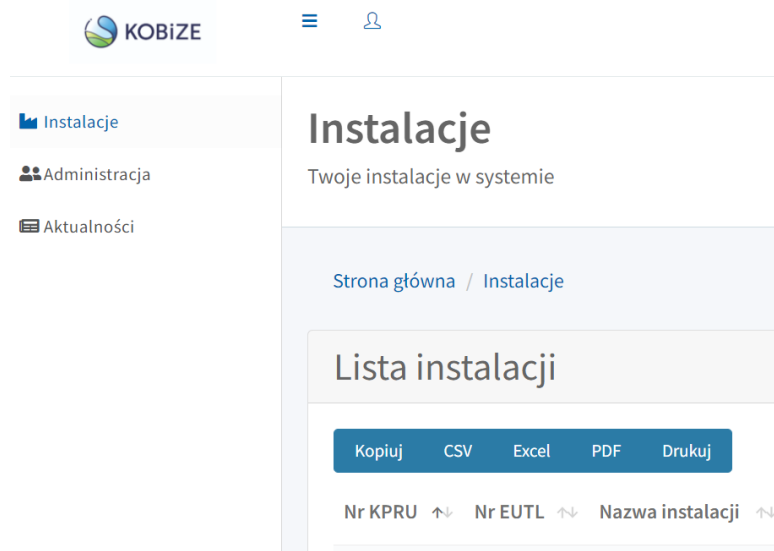 KOBiZE
Instalacje
Administracja
Aktualności
Instalacje
Twoje instalacje w systemie
Strona główna / Instalacje
Lista instalacji
Kopiuj CSV Excel PDF Drukuj
Nr KPRU Nr EUTL Nazwa instalacji